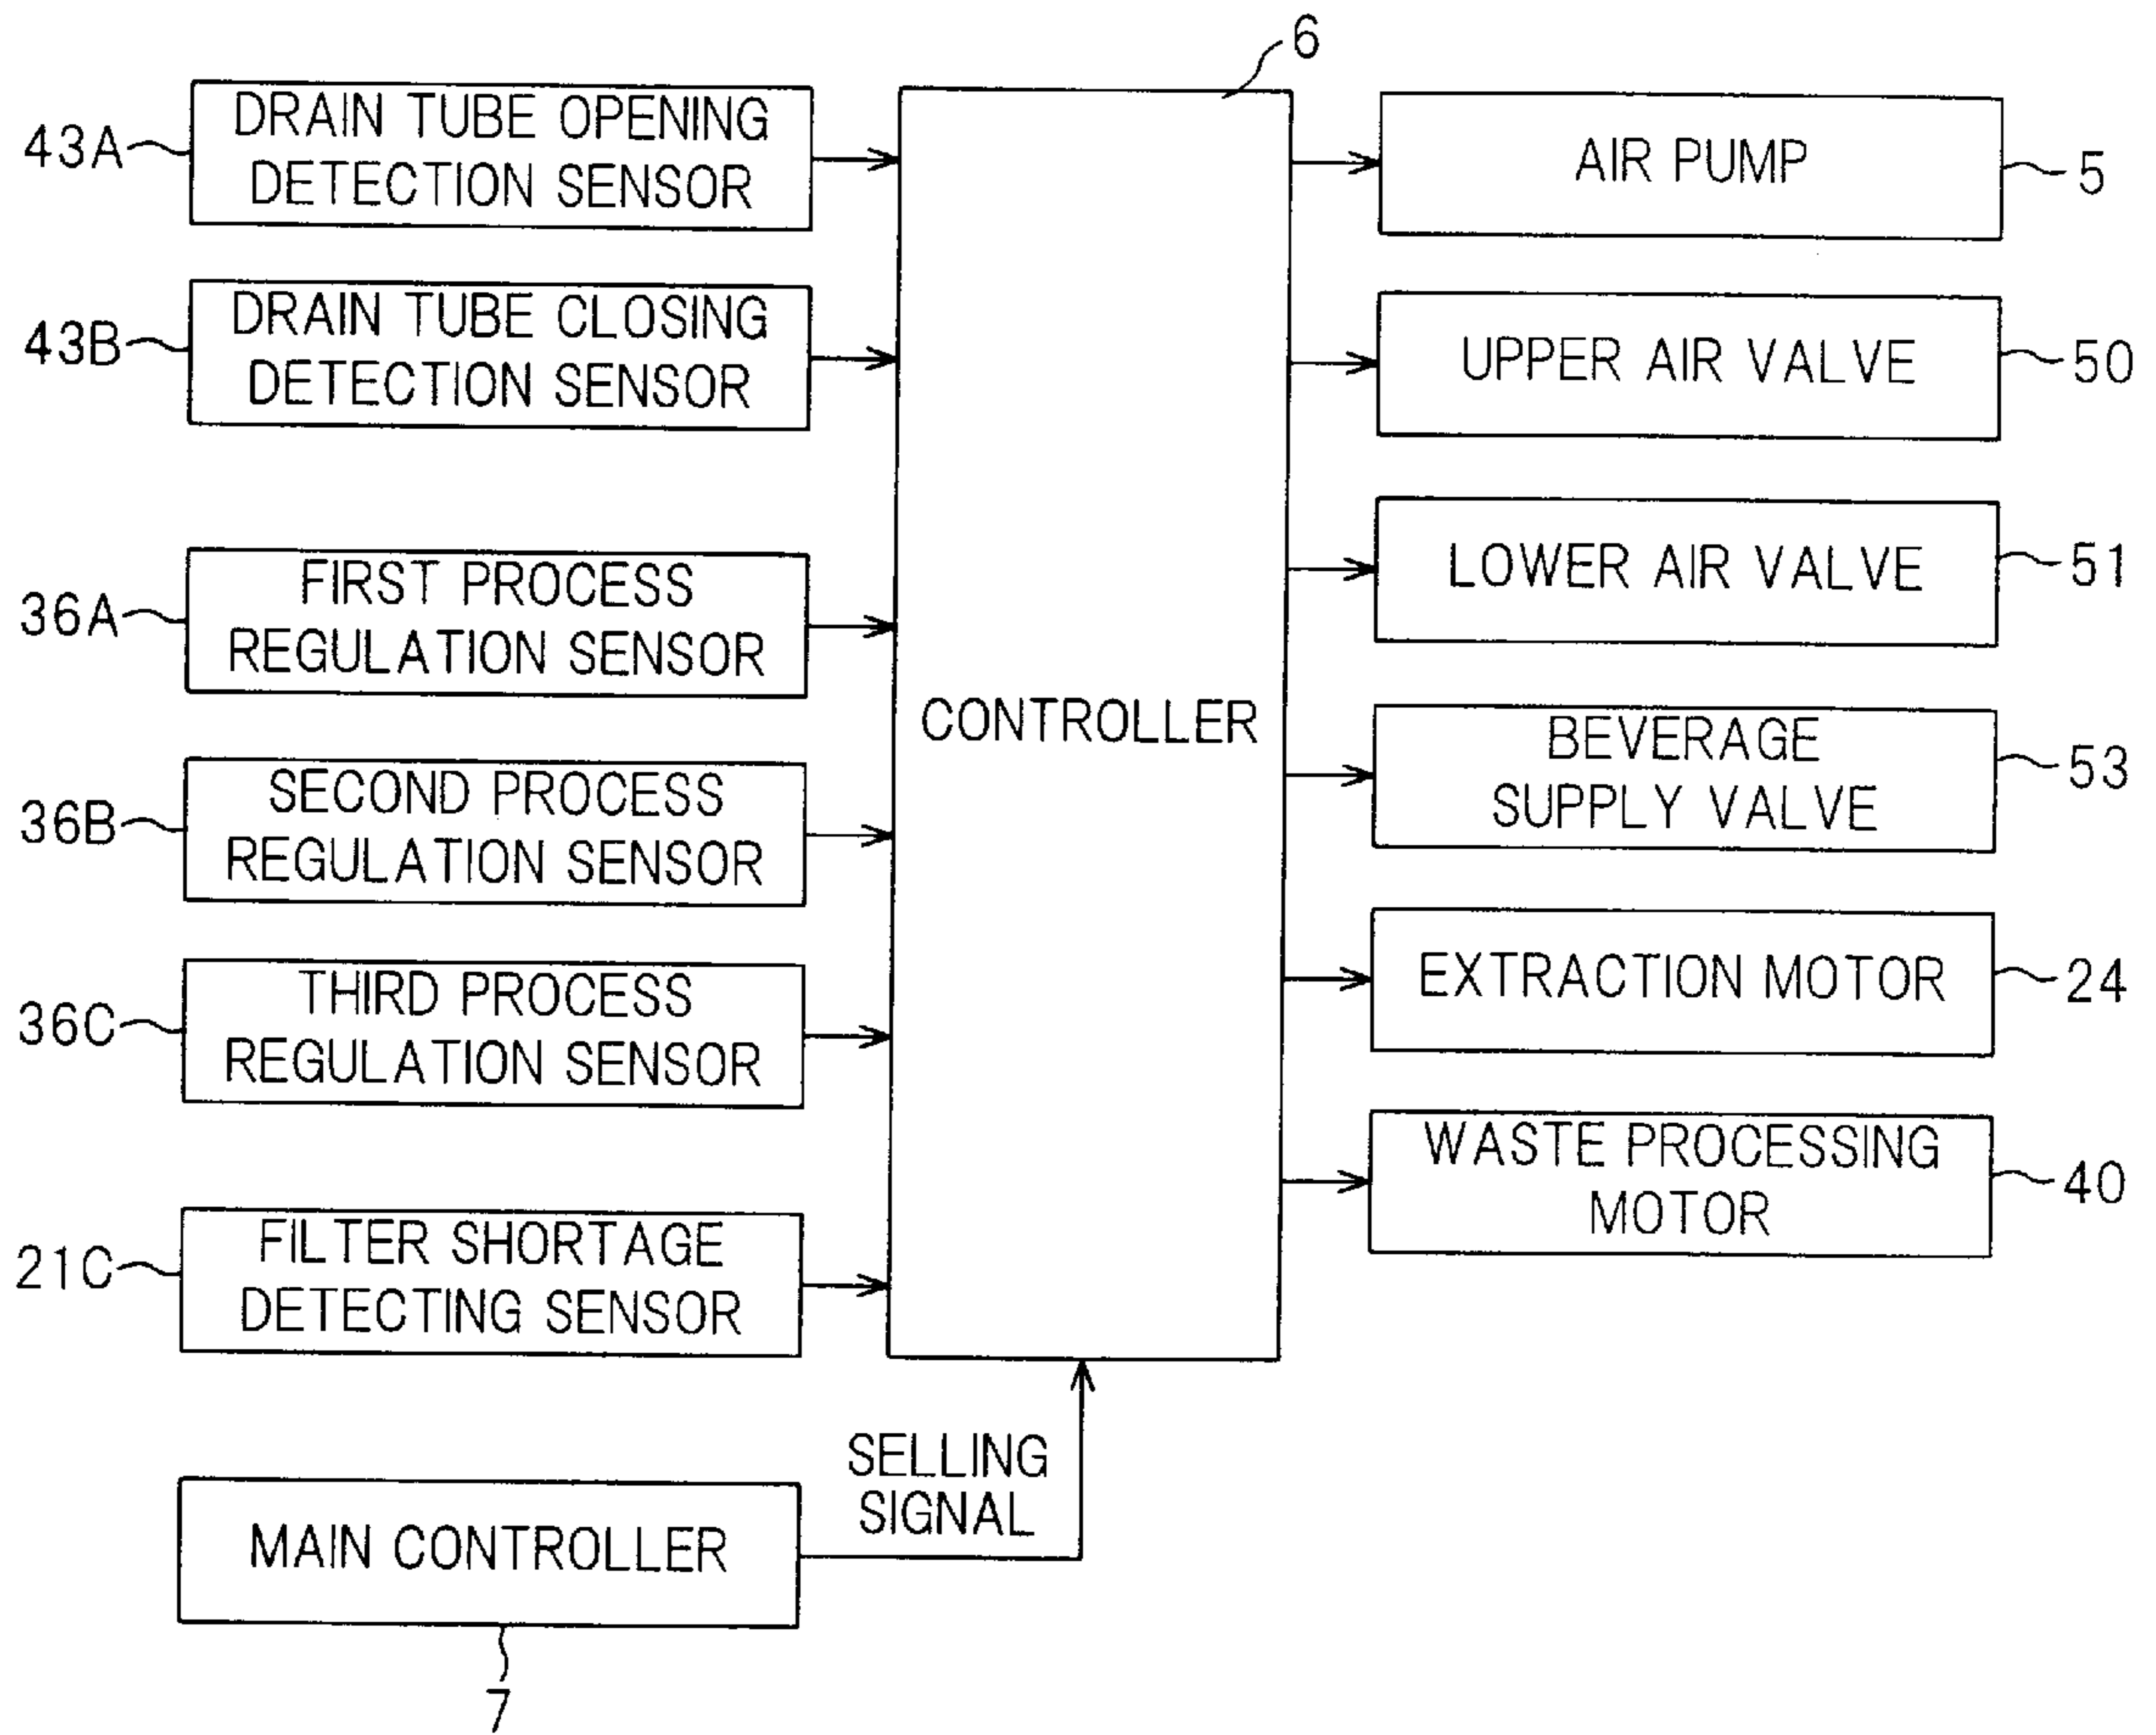 6
43A
DRAIN TUBE OPENING
DETECTION SENSOR
AIR PUMP
5
43B
DRAIN TUBE CLOSING
DETECTION SENSOR
UPPER AIR VALVE
50
36A
FIRST PROCESS
REGULATION SENSOR
LOWER AIR VALVE
51
CONTROLLER
36B
SECOND PROCESS
REGULATION SENSOR
BEVERAGE
SUPPLY VALVE
53
36C
THIRD PROCESS
REGULATION SENSOR
EXTRACTION MOTOR
24
21C
FILTER SHORTAGE
DETECTING SENSOR
WASTE PROCESSING
MOTOR
40
MAIN CONTROLLER
SELLING
SIGNAL
7